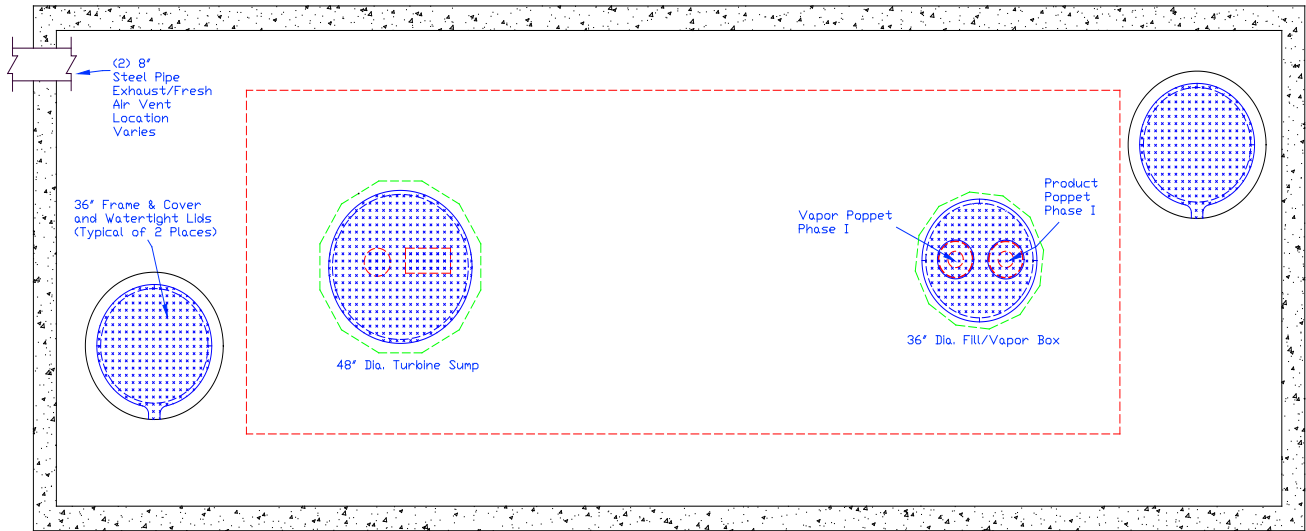 (2) 8"
Steel Pipe
Exhaust/Fresh
Air Vent
Location
Varies
36" Frame & Cover
and Watertight Lids
(Typical of 2 Places)
48" Dia. Turbine Sump
Vapor Poppet
Phase I
Product
Poppet
Phase I
36" Dia. Fill/Vapor Box